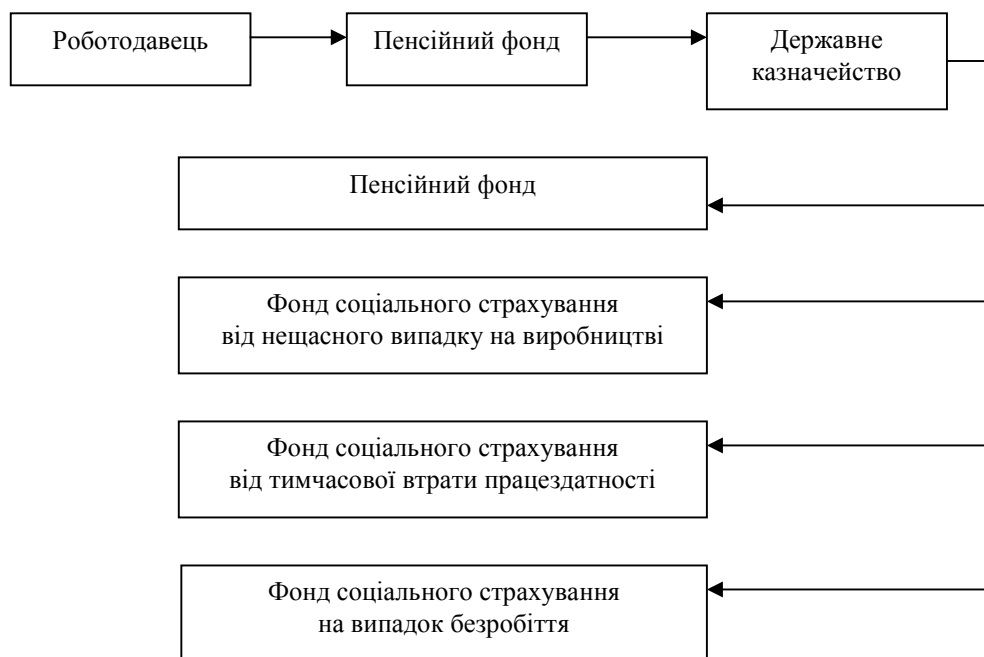 Роботодавець
Пенсійний фонд
Державне
казначейство
Пенсійний фонд
Фонд соціального страхування
від нещасного випадку на виробництві
Фонд соціального страхування
від тимчасової втрати працездатності
Фонд соціального страхування
на випадок безробіття